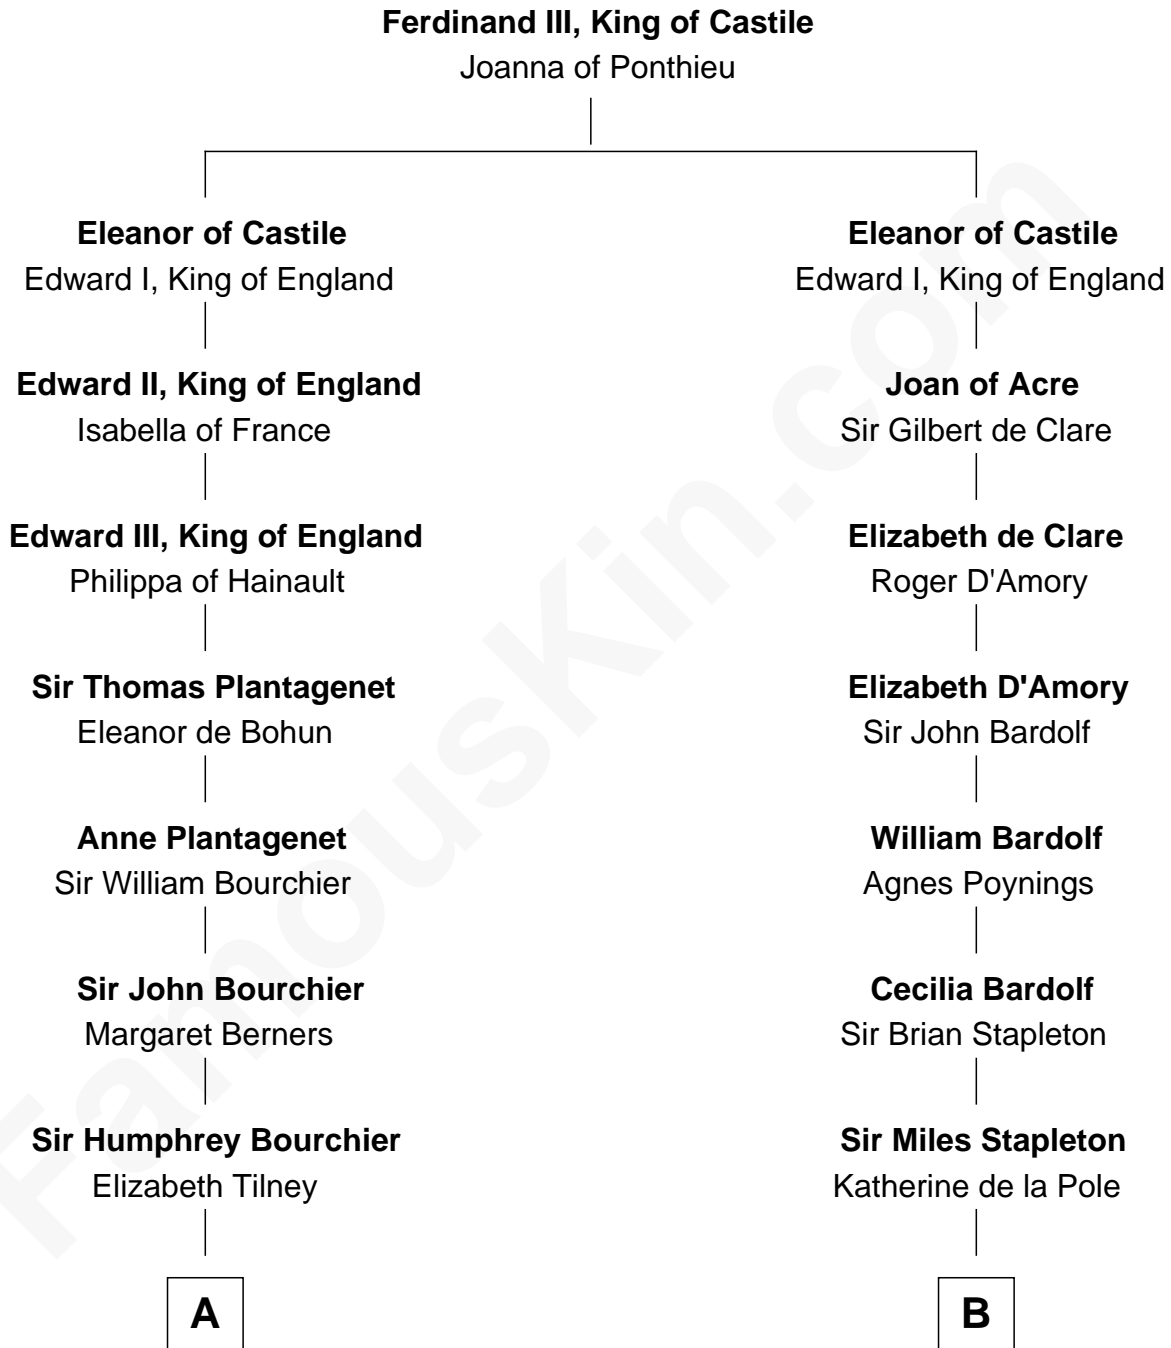 Ferdinand III, King of Castile
Joanna of Ponthieu
Eleanor of Castile
Edward I, King of England
Eleanor of Castile
Edward I, King of England
Edward II, King of England
Isabella of France
Joan of Acre
Sir Gilbert de Clare
Edward III, King of England
Philippa of Hainault
Elizabeth de Clare
Roger D'Amory
Sir Thomas Plantagenet
Eleanor de Bohun
Elizabeth D'Amory
Sir John Bardolf
Anne Plantagenet
Sir William Bourchier
William Bardolf
Agnes Poynings
Sir John Bourchier
Margaret Berners
Cecilia Bardolf
Sir Brian Stapleton
Sir Humphrey Bourchier
Elizabeth Tilney
Sir Miles Stapleton
Katherine de la Pole
A
B
FamousKin.com